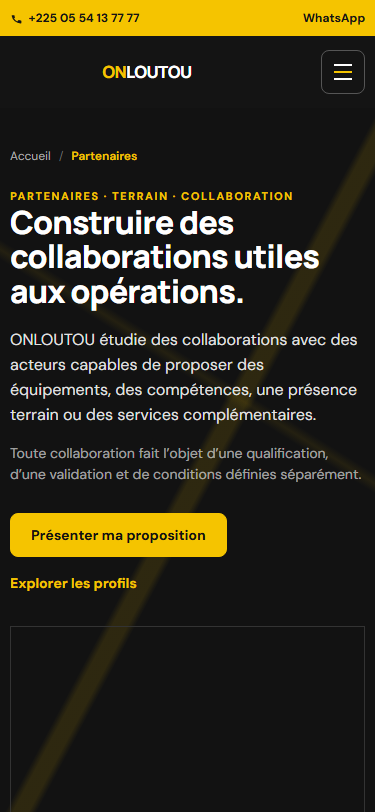 +225 05 54 13 77 77
WhatsApp
ONLOUTOU
Accueil / Partenaires
PARTENAIRES · TERRAIN · COLLABORATION
Construire des
collaborations utiles
aux opérations.
ONLOUTOU étudie des collaborations avec des
acteurs capables de proposer des
équipements, des compétences, une présence
terrain ou des services complémentaires.
Toute collaboration fait l’objet d’une qualification,
d’une validation et de conditions définies séparément.
Présenter ma proposition
Explorer les profils